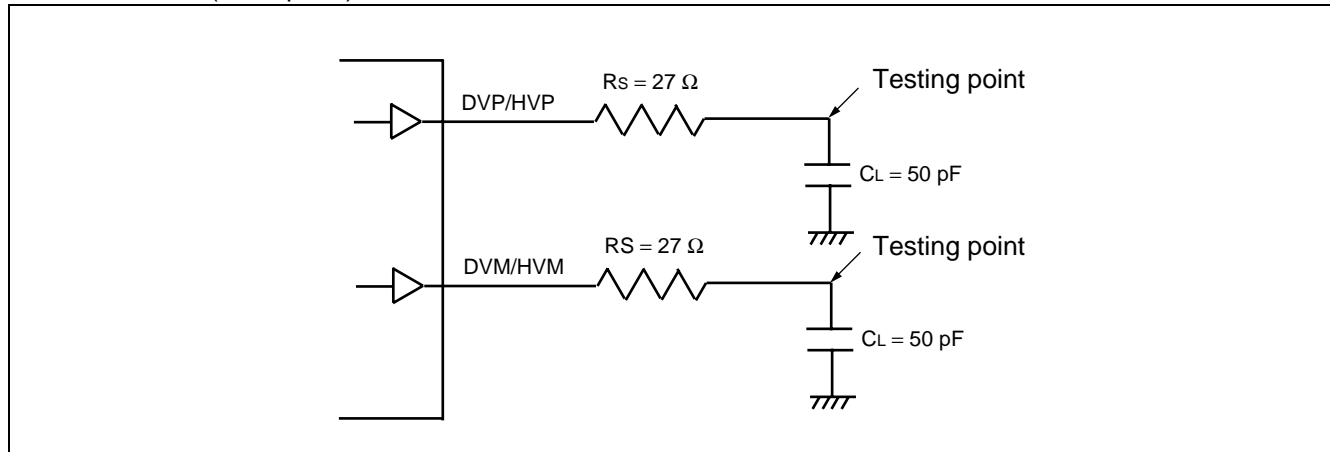 Testing point
Rs = 27 Ω
DVP/HVP
CL = 50 pF
Testing point
RS = 27 Ω
DVM/HVM
CL = 50 pF